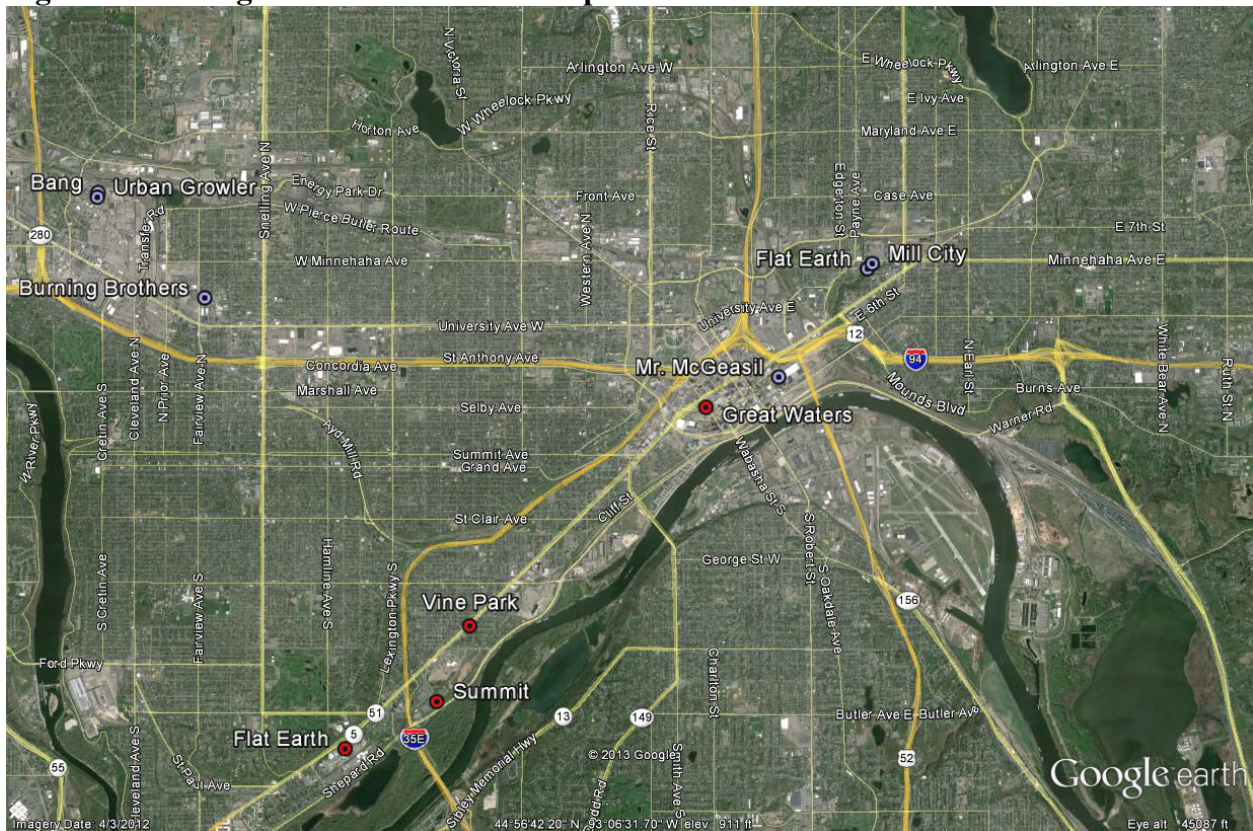 N Victoria St
Arlington Ave W
E Wheelock Pkwy
Arlington Ave E
W Wheelock Pkwy
E Ivy Ave
Horton Ave
Rice St
Maryland Ave E
Snelling Ave N
Bang
Urban Growler
Energy Park Dr
Front Ave
Edgerton St
Payne Ave
Case Ave
Transfer Rd
W Pierce Butler Route
Western Ave N
E 7th St
280
W Minnehaha Ave
Flat Earth
Mill City
Minnehaha Ave E
Burning Brothers
University Ave E
E 6th St
University Ave W
12
St Anthony Ave
Concordia Ave
94
N Earl St
White Bear Ave N
Ruth St N
Cleveland Ave N
N Prior Ave
Fairview Ave N
Marshall Ave
Mr. McGeasil
Mounds Blvd
Burns Ave
W River Pkwy
Cretin Ave S
Selby Ave
Great Waters
Warner Rd
Ayd Mill Rd
Summit Ave
Grand Ave
Wabasha St S
Cliff St
St Clair Ave
S Robert St
S Cretin Ave
Fairview Ave S
Hamline Ave S
Lexington Pkwy S
George St W
S Oakdale Ave
156
Vine Park
Ford Pkwy
Charlton St
Summit
51
13
149
Butler Ave E
Butler Ave
Cleveland Ave S
Flat Earth
5
35E
Shepard Rd
St Paul Ave
Sibley Memorial Hwy
© 2013 Google
Smith Ave S
52
55
Google earth
Imagery Date: 4/3/2012
44°56'42.20" N 93°06'31.70" W elev 911 ft
Eye alt 45087 ft